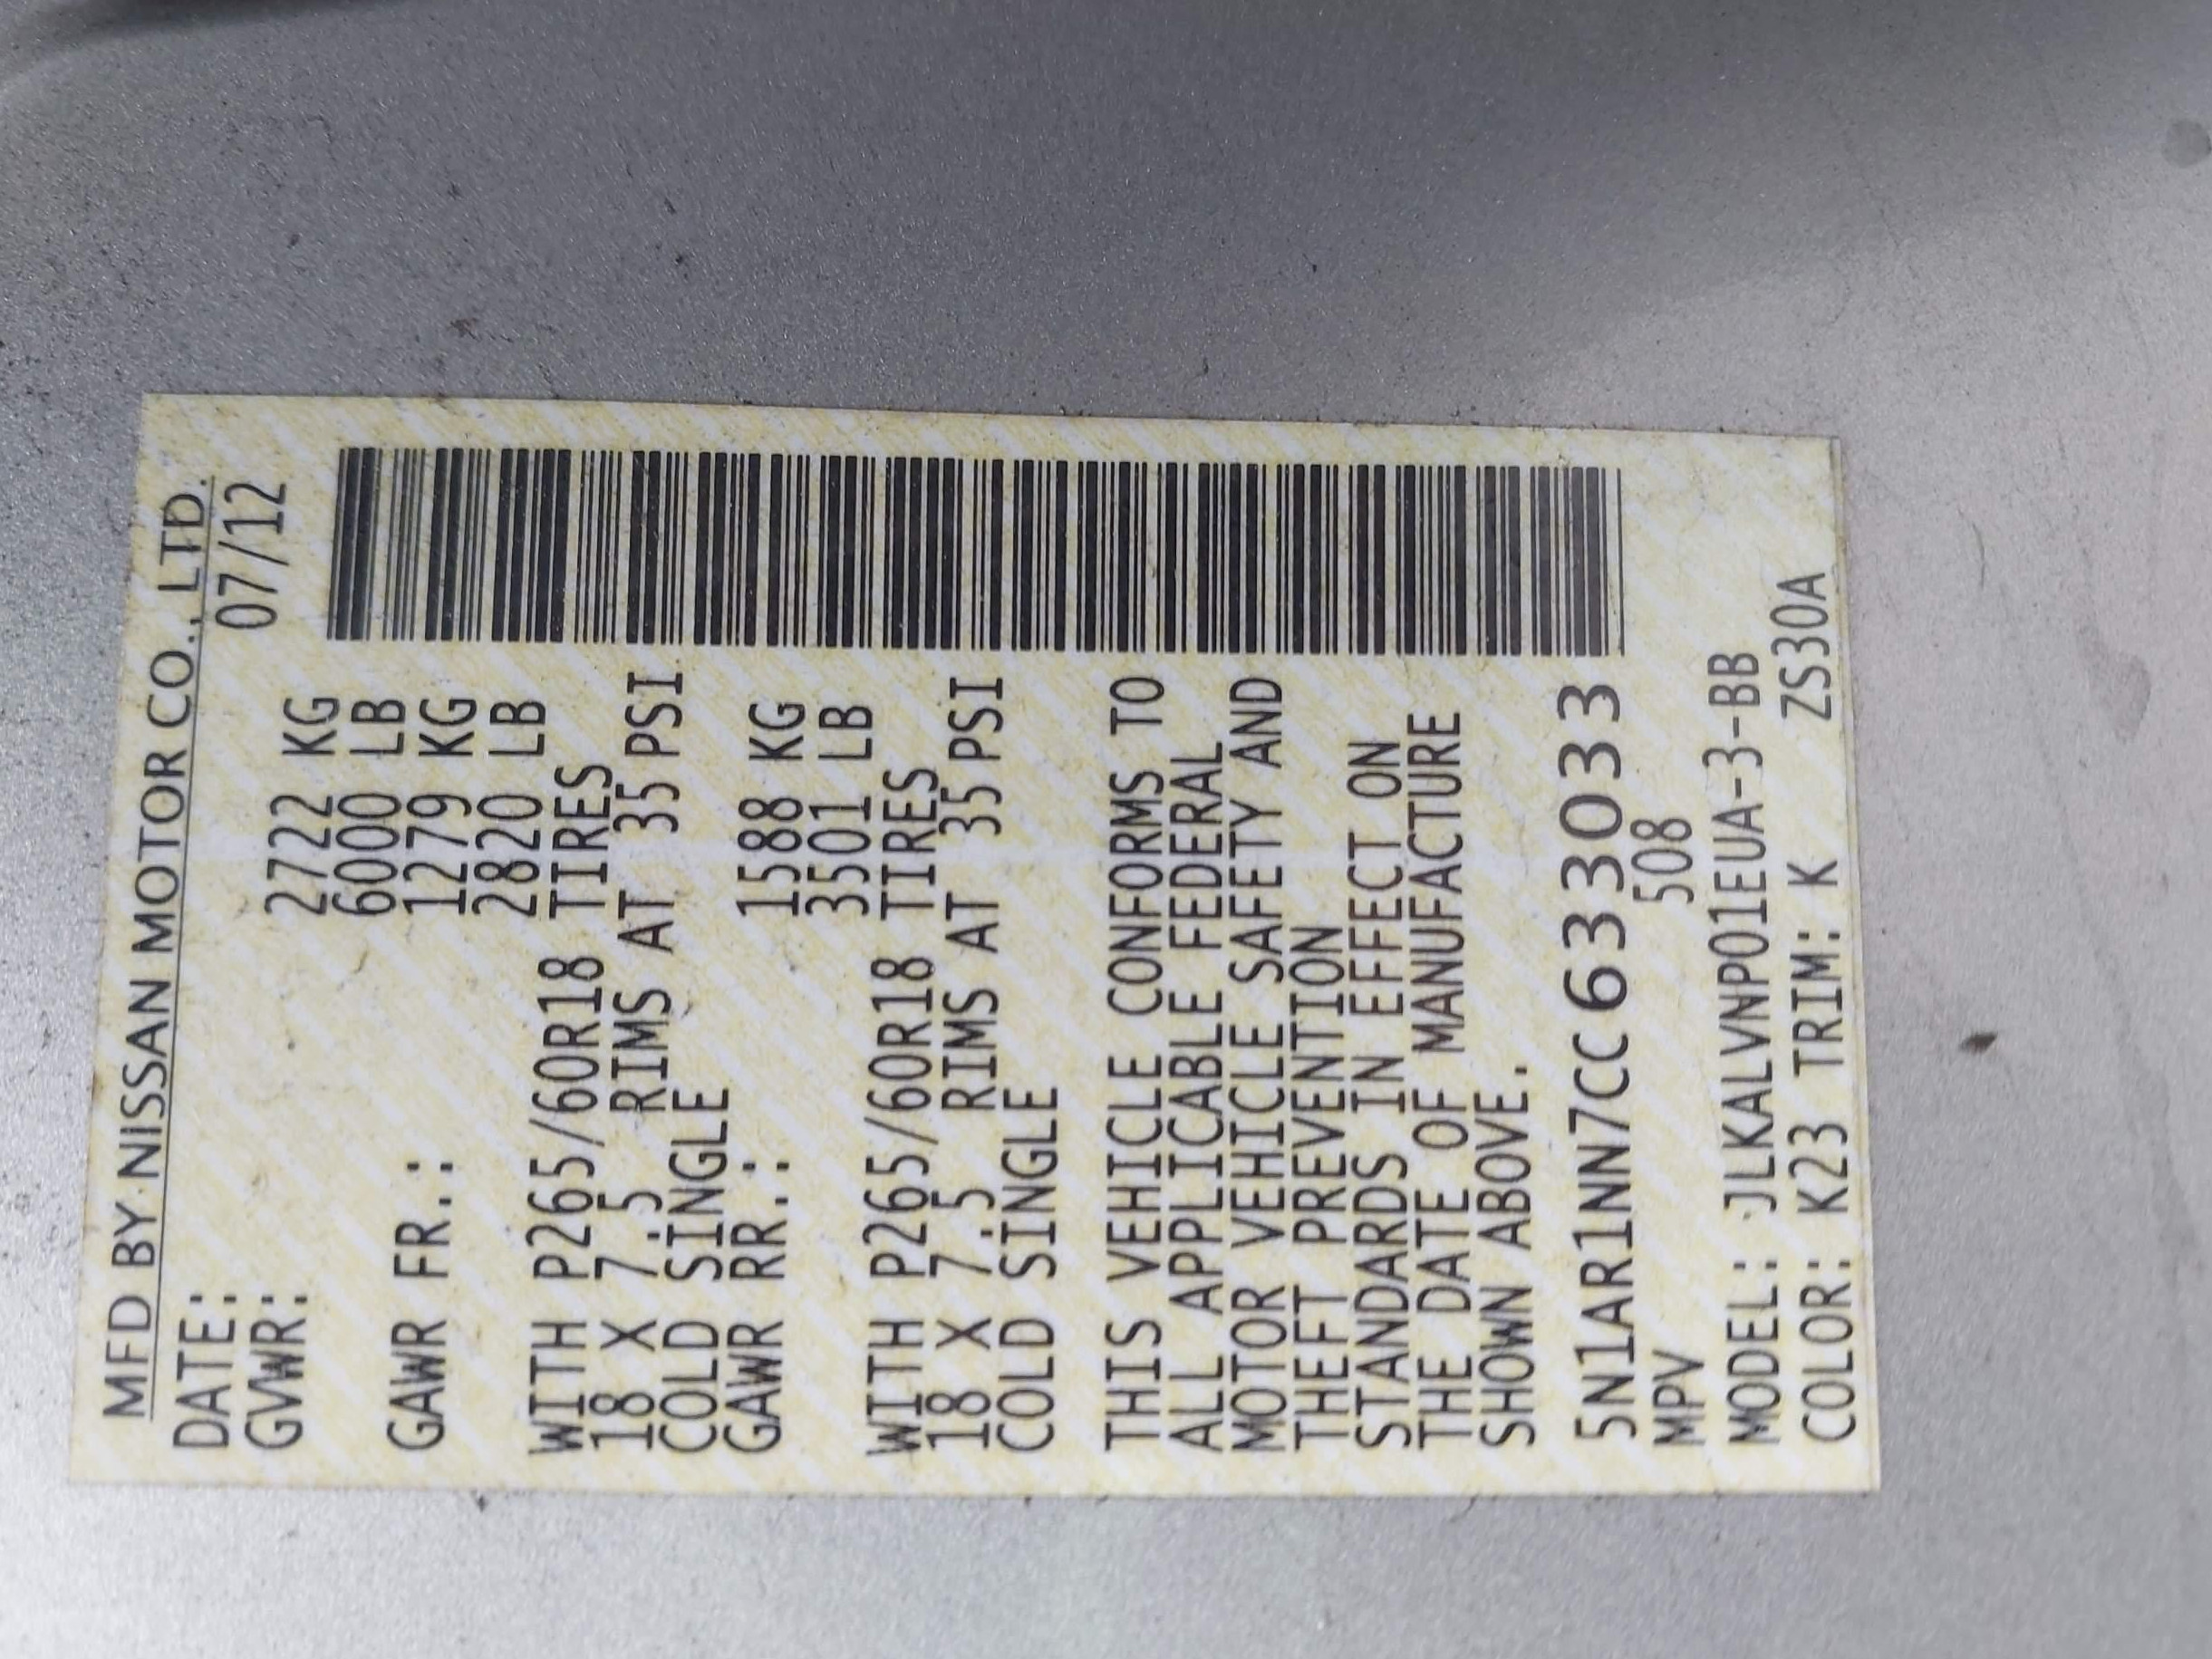 MFD BY NISSAN MOTOR CO., LTD.
DATE: 07/12
GVWR: 2722 KG
6000 LB
GAWR FR.: 1279 KG
2820 LB
WITH P265/60R18 TIRES
18 X 7.5 RIMS AT 35 PSI
COLD SINGLE
GAWR RR.: 1588 KG
3501 LB
WITH P265/60R18 TIRES
18 X 7.5 RIMS AT 35 PSI
COLD SINGLE
THIS VEHICLE CONFORMS TO
ALL APPLICABLE FEDERAL
MOTOR VEHICLE SAFETY AND
THEFT PREVENTION
STANDARDS IN EFFECT ON
THE DATE OF MANUFACTURE
SHOWN ABOVE.
5N1AR1NN7CC633033
MPV 508
MODEL: JLKALVNP01EUA-3-BB
COLOR: K23 TRIM: K ZS30A